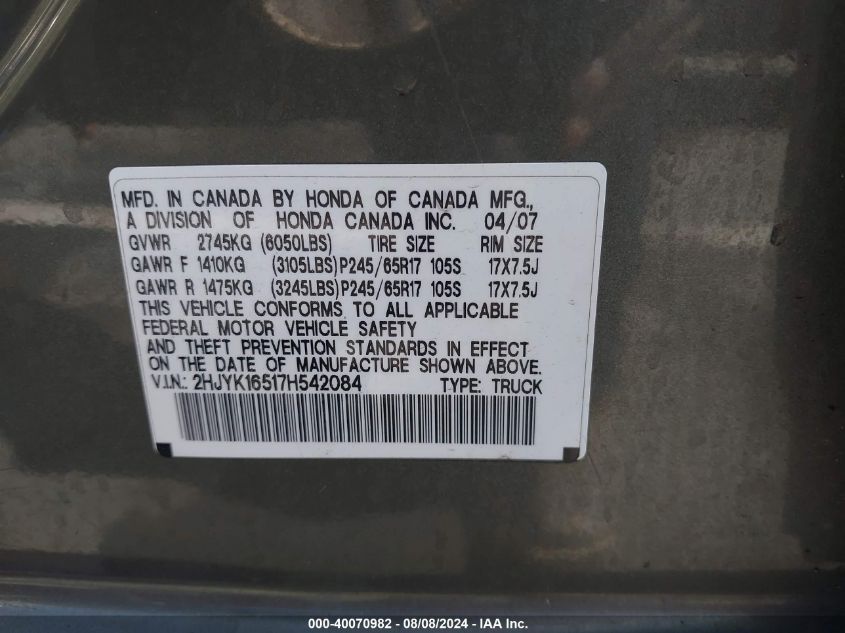 MFD. IN CANADA BY HONDA OF CANADA MFG.,
A DIVISION OF HONDA CANADA INC. 04/07
GVWR 2745KG (6050LBS) TIRE SIZE RIM SIZE
GAWR F 1410KG (3105LBS)P245/65R17 105S 17X7.5J
GAWR R 1475KG (3245LBS)P245/65R17 105S 17X7.5J
THIS VEHICLE CONFORMS TO ALL APPLICABLE
FEDERAL MOTOR VEHICLE SAFETY
AND THEFT PREVENTION STANDARDS IN EFFECT
ON THE DATE OF MANUFACTURE SHOWN ABOVE.
V.I.N.: 2HJYK16517H542084 TYPE: TRUCK
000-40070982 - 08/08/2024 - IAA Inc.